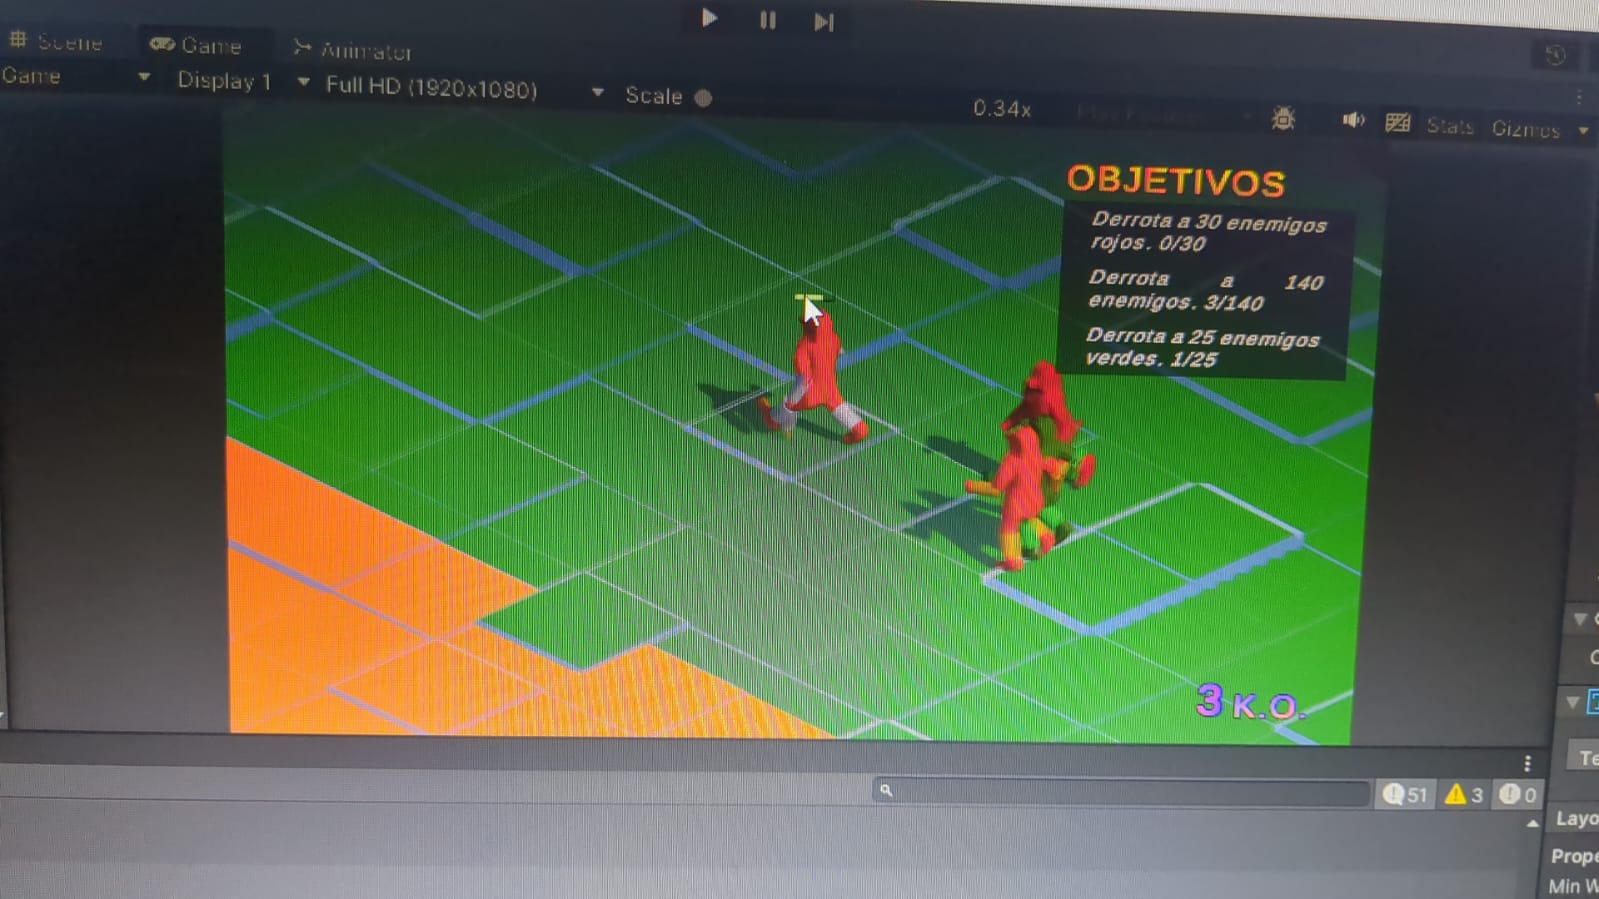 Scene
Game
Animator
Game
Display 1
Full HD (1920x1080)
Scale
0.34x
Stats
Gizmos
OBJETIVOS
Derrota a 30 enemigos
rojos. 0/30
Derrota a 140
enemigos. 3/140
Derrota a 25 enemigos
verdes. 1/25
3 K.O.
51
3
0
Te
Layo
Prope
Min W